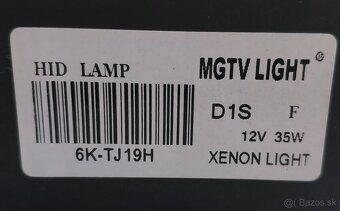 HID LAMP
MGTV LIGHT®
D1S F
12V 35W
6K-TJ19H
XENON LIGHT
Bazos.sk